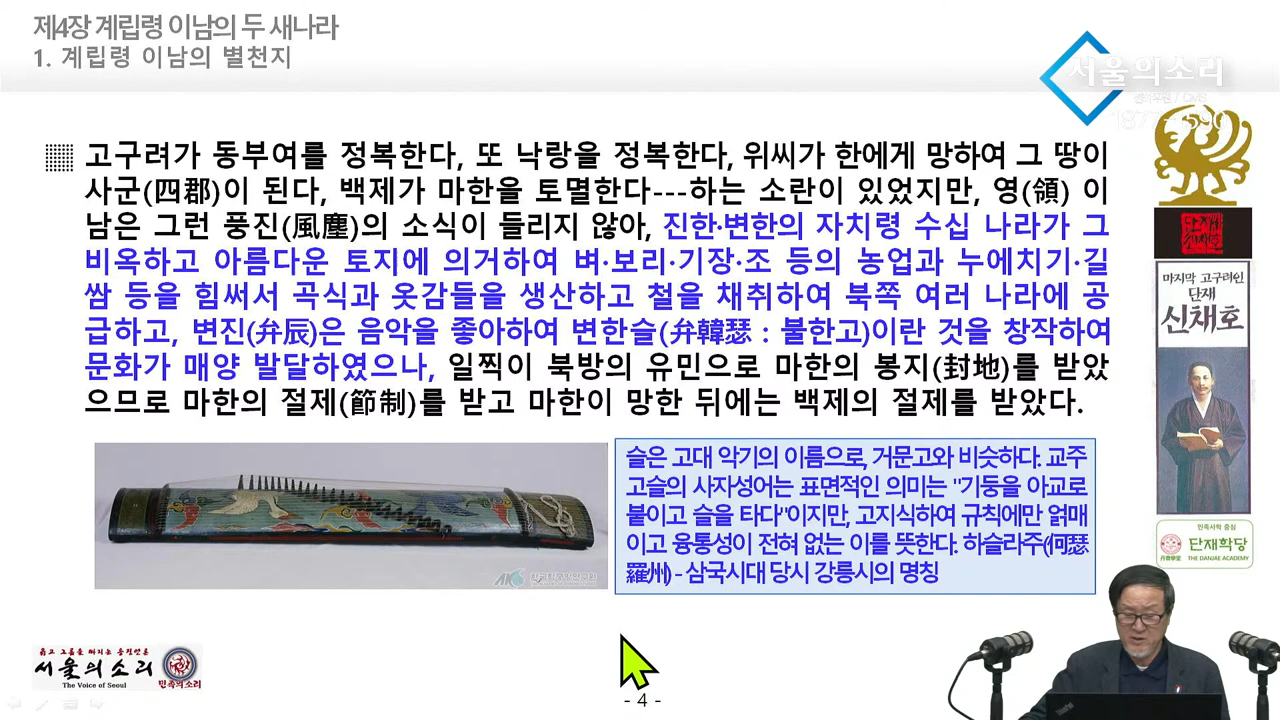 제4장 계립령 이남의 두 새나라
1. 계립령 이남의 별천지
서울의소리
고구려가 동부여를 정복한다, 또 낙랑을 정복한다, 위씨가 한에게 망하여 그 땅이
사군(四郡)이 된다, 백제가 마한을 토멸한다---하는 소란이 있었지만, 영(領) 이
남은 그런 풍진(風塵)의 소식이 들리지 않아, 진한·변한의 자치령 수십 나라가 그
비옥하고 아름다운 토지에 의거하여 벼·보리·기장·조 등의 농업과 누에치기·길
쌈 등을 힘써서 곡식과 옷감들을 생산하고 철을 채취하여 북쪽 여러 나라에 공
급하고, 변진(弁辰)은 음악을 좋아하여 변한슬(弁韓瑟 : 불한고)이란 것을 창작하여
문화가 매양 발달하였으나, 일찍이 북방의 유민으로 마한의 봉지(封地)를 받았
으므로 마한의 절제(節制)를 받고 마한이 망한 뒤에는 백제의 절제를 받았다.
슬은 고대 악기의 이름으로, 거문고와 비슷하다. 교주
고슬의 사자성어는 표면적인 의미는 "기둥을 아교로
붙이고 슬을 타다"이지만, 고지식하여 규칙에만 얽매
이고 융통성이 전혀 없는 이를 뜻한다. 하슬라주(何瑟
羅州) - 삼국시대 당시 강릉시의 명칭
마지막 고구려인
단재
신채호
민족사학 중심
단재학당
THE DANJAE ACADEMY
서울의소리
The Voice of Seoul
민족의소리
- 4 -